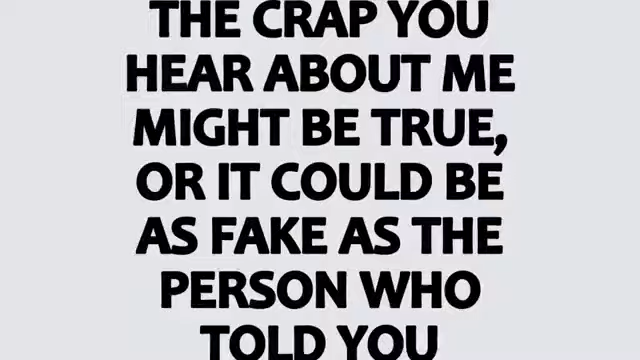 THE CRAP YOU
HEAR ABOUT ME
MIGHT BE TRUE,
OR IT COULD BE
AS FAKE AS THE
PERSON WHO
TOLD YOU